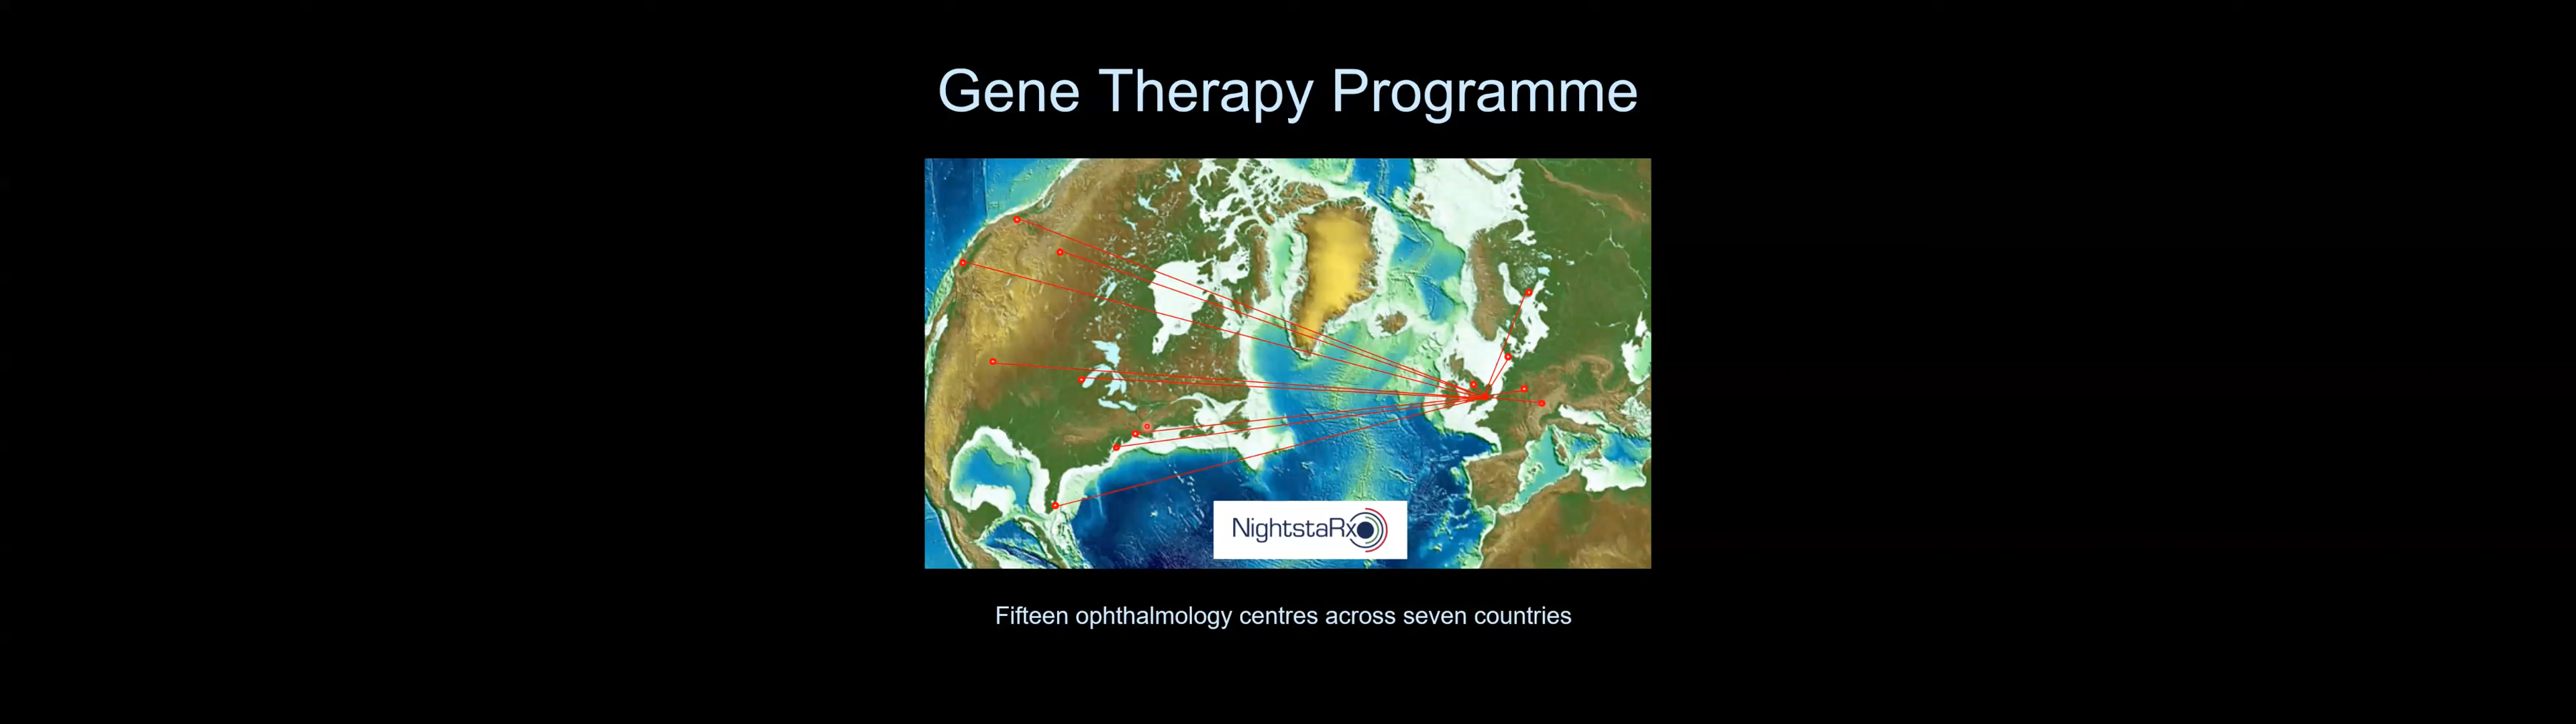 Gene Therapy Programme
NightstaRx
Fifteen ophthalmology centres across seven countries